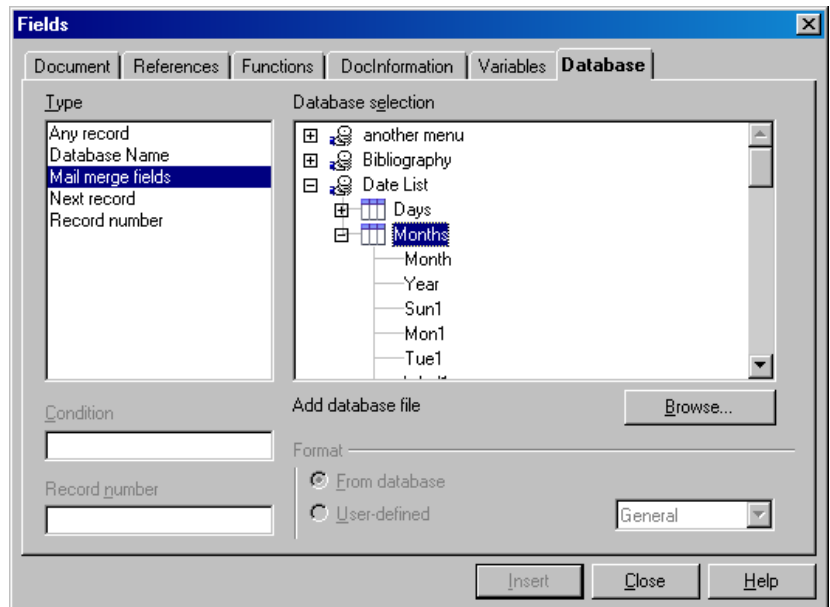 Fields
Document References Functions DocInformation Variables Database
Type
Any record
Database Name
Mail merge fields
Next record
Record number
Database selection
another menu
Bibliography
Date List
Days
Months
Month
Year
Sun1
Mon1
Tue1
Add database file
Browse...
Condition
Record number
Format
From database
User-defined
General
Insert Close Help